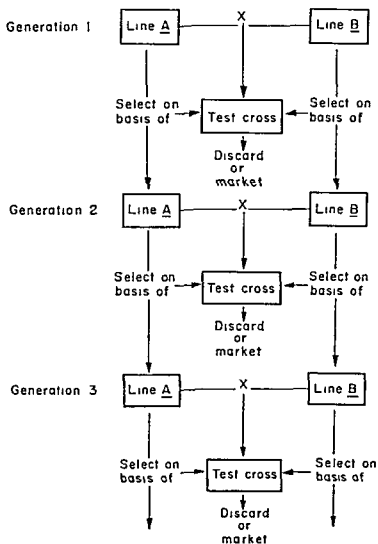 Generation 1
Line A
X
Line B
Select on
basis of
Test cross
Select on
basis of
Discard
or
market
Generation 2
Line A
X
Line B
Select on
basis of
Test cross
Select on
basis of
Discard
or
market
Generation 3
Line A
X
Line B
Select on
basis of
Test cross
Select on
basis of
Discard
or
market